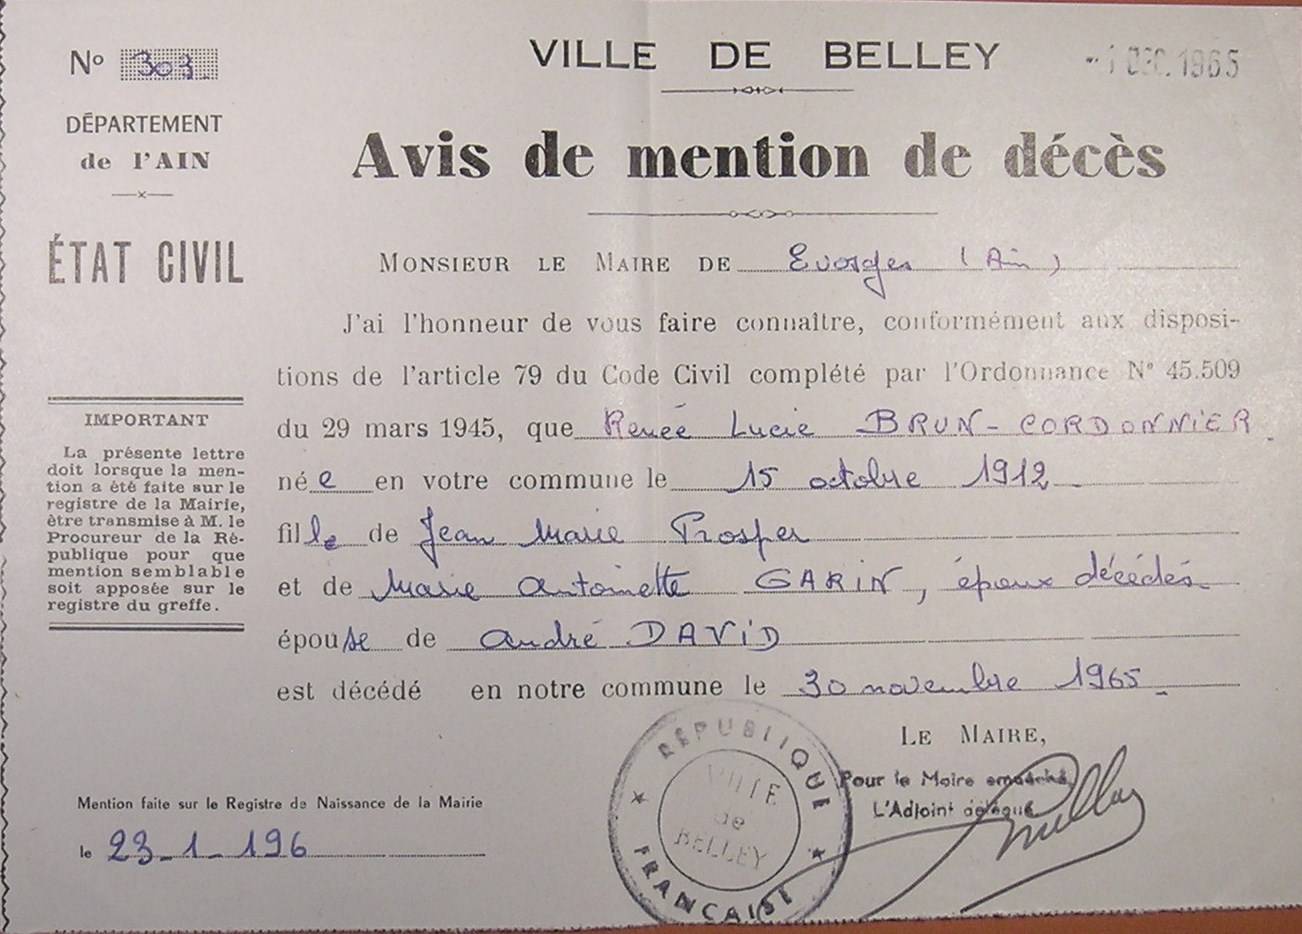 Nº 303
DÉPARTEMENT
de l'AIN
ÉTAT CIVIL
IMPORTANT
La présente lettre
doit lorsque la men-
tion a été faite sur le
registre de la Mairie,
être transmise à M. le
Procureur de la Ré-
publique pour que
mention semblable
soit apposée sur le
registre du greffe.
VILLE DE BELLEY
-1 DEC. 1965
Avis de mention de décès
MONSIEUR LE MAIRE DE Evosges (Ain)
J'ai l'honneur de vous faire connaître, conformément aux disposi-
tions de l'article 79 du Code Civil complété par l'Ordonnance Nº 45.509
du 29 mars 1945, que Renée Lucie BRUN-CORDONNIER
née en votre commune le 15 octobre 1912
fille de Jean Marie Prosper
et de Marie Antoinette GARIN, époux décédés
épouse de André DAVID
est décédé en notre commune le 30 novembre 1965
LE MAIRE,
Pour le Maire empêché
L'Adjoint délégué
RÉPUBLIQUE FRANÇAISE
VILLE
de
BELLEY
Mention faite sur le Registre de Naissance de la Mairie
le 23-1-196